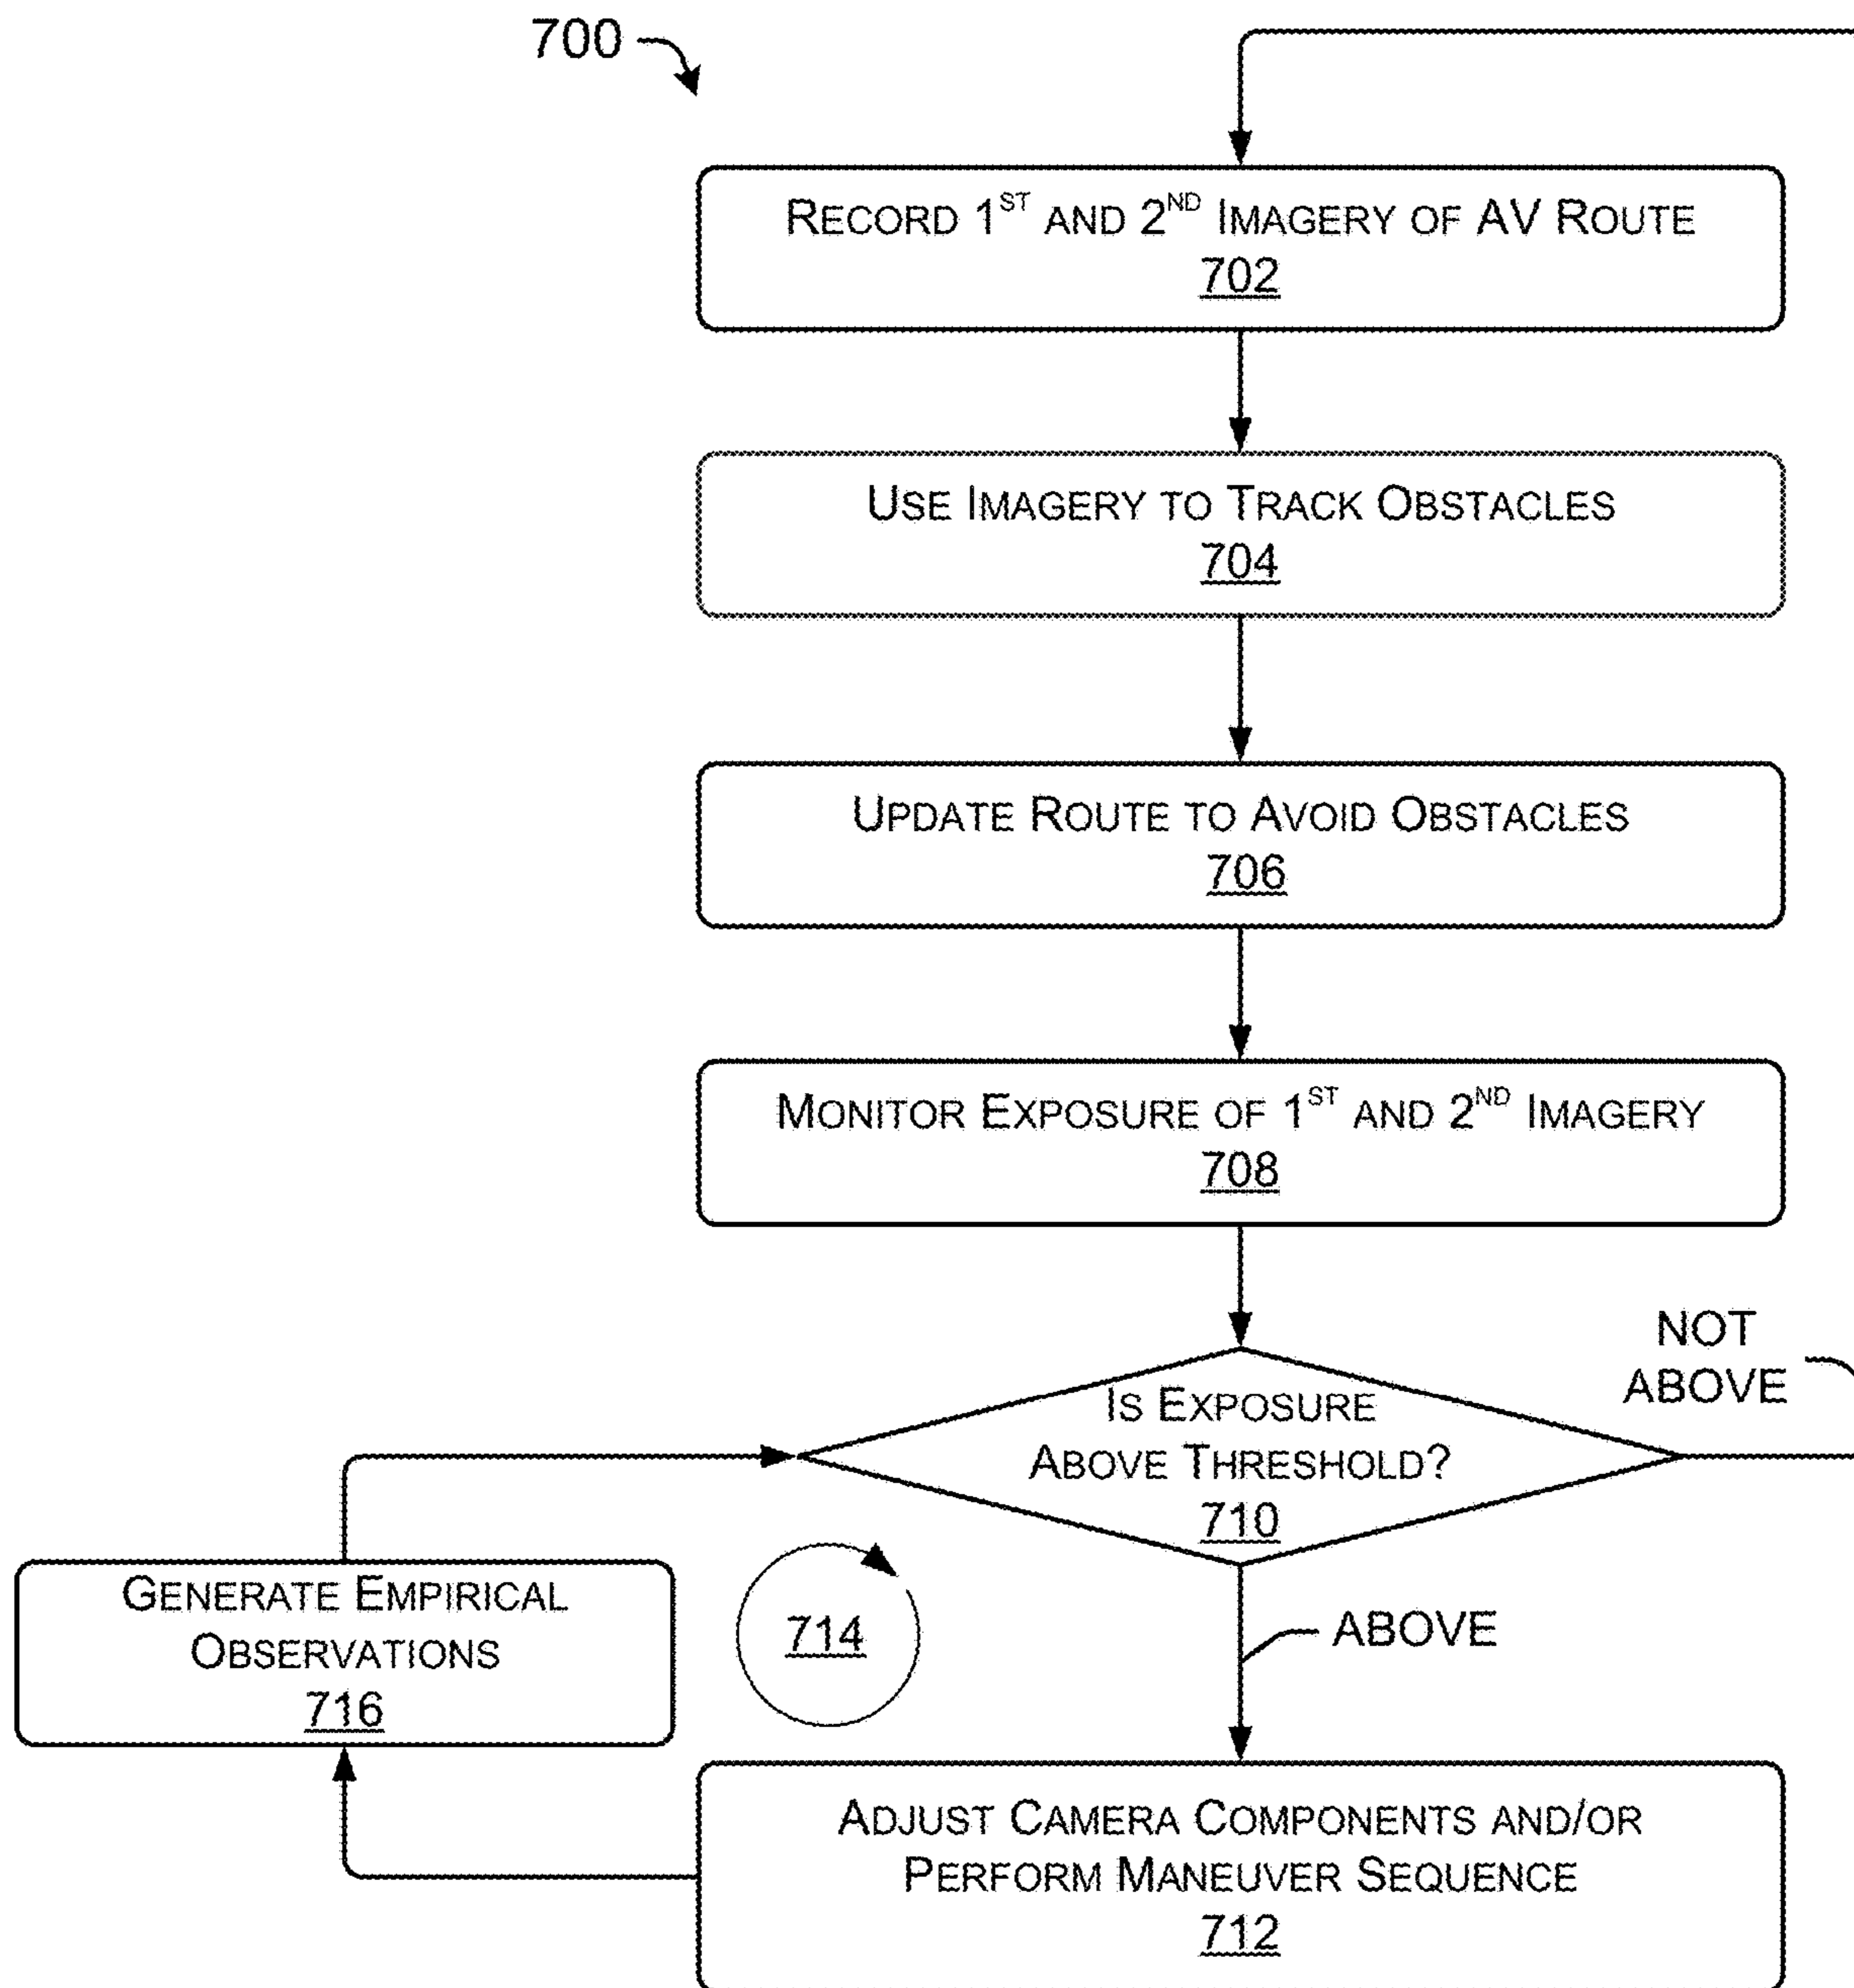 700
RECORD 1ST AND 2ND IMAGERY OF AV ROUTE
702
USE IMAGERY TO TRACK OBSTACLES
704
UPDATE ROUTE TO AVOID OBSTACLES
706
MONITOR EXPOSURE OF 1ST AND 2ND IMAGERY
708
NOT
ABOVE
IS EXPOSURE
ABOVE THRESHOLD?
710
GENERATE EMPIRICAL
OBSERVATIONS
716
714
ABOVE
ADJUST CAMERA COMPONENTS AND/OR
PERFORM MANEUVER SEQUENCE
712